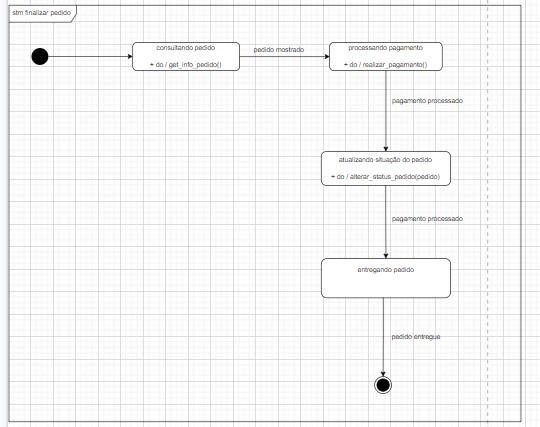 stm finalizar pedido
consultando pedido
+ do / get_info_pedido()
pedido mostrado
processando pagamento
+ do / realizar_pagamento()
pagamento processado
atualizando situação do pedido
+ do / alterar_status_pedido(pedido)
pagamento processado
entregando pedido
pedido entregue